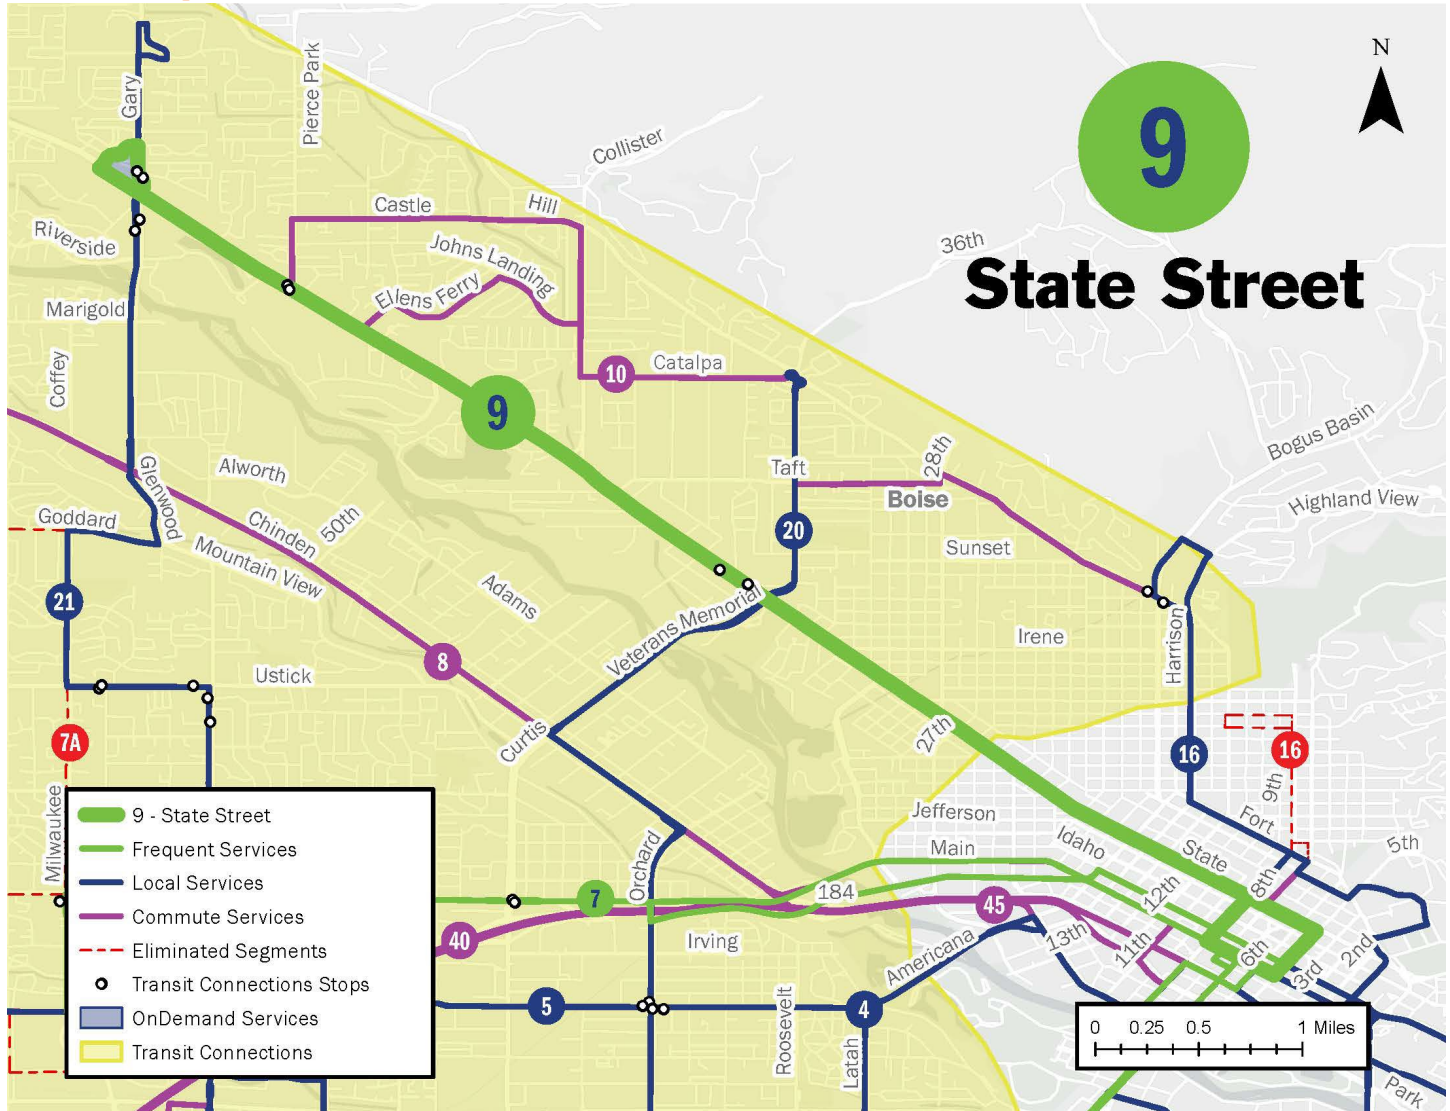 N
9
State Street
Gary
Pierce Park
Collister
36th
Castle
Hill
Riverside
Johns Landing
Ellens Ferry
Marigold
Coffey
10
Catalpa
9
Bogus Basin
Highland View
Taft
28th
Boise
Glenwood
Alworth
Goddard
Chinden
50th
Mountain View
20
Sunset
Adams
21
Veterans Memorial
Irene
Harrison
8
Ustick
Curtis
27th
7A
16
16
9th
Milwaukee
Jefferson
Fort
Idaho
State
5th
Main
Orchard
8th
12th
184
7
45
40
Irving
Americana
13th
11th
6th
3rd
2nd
5
4
Roosevelt
Latah
Park
9 - State Street
Frequent Services
Local Services
Commute Services
Eliminated Segments
Transit Connections Stops
OnDemand Services
Transit Connections
0 0.25 0.5 1 Miles